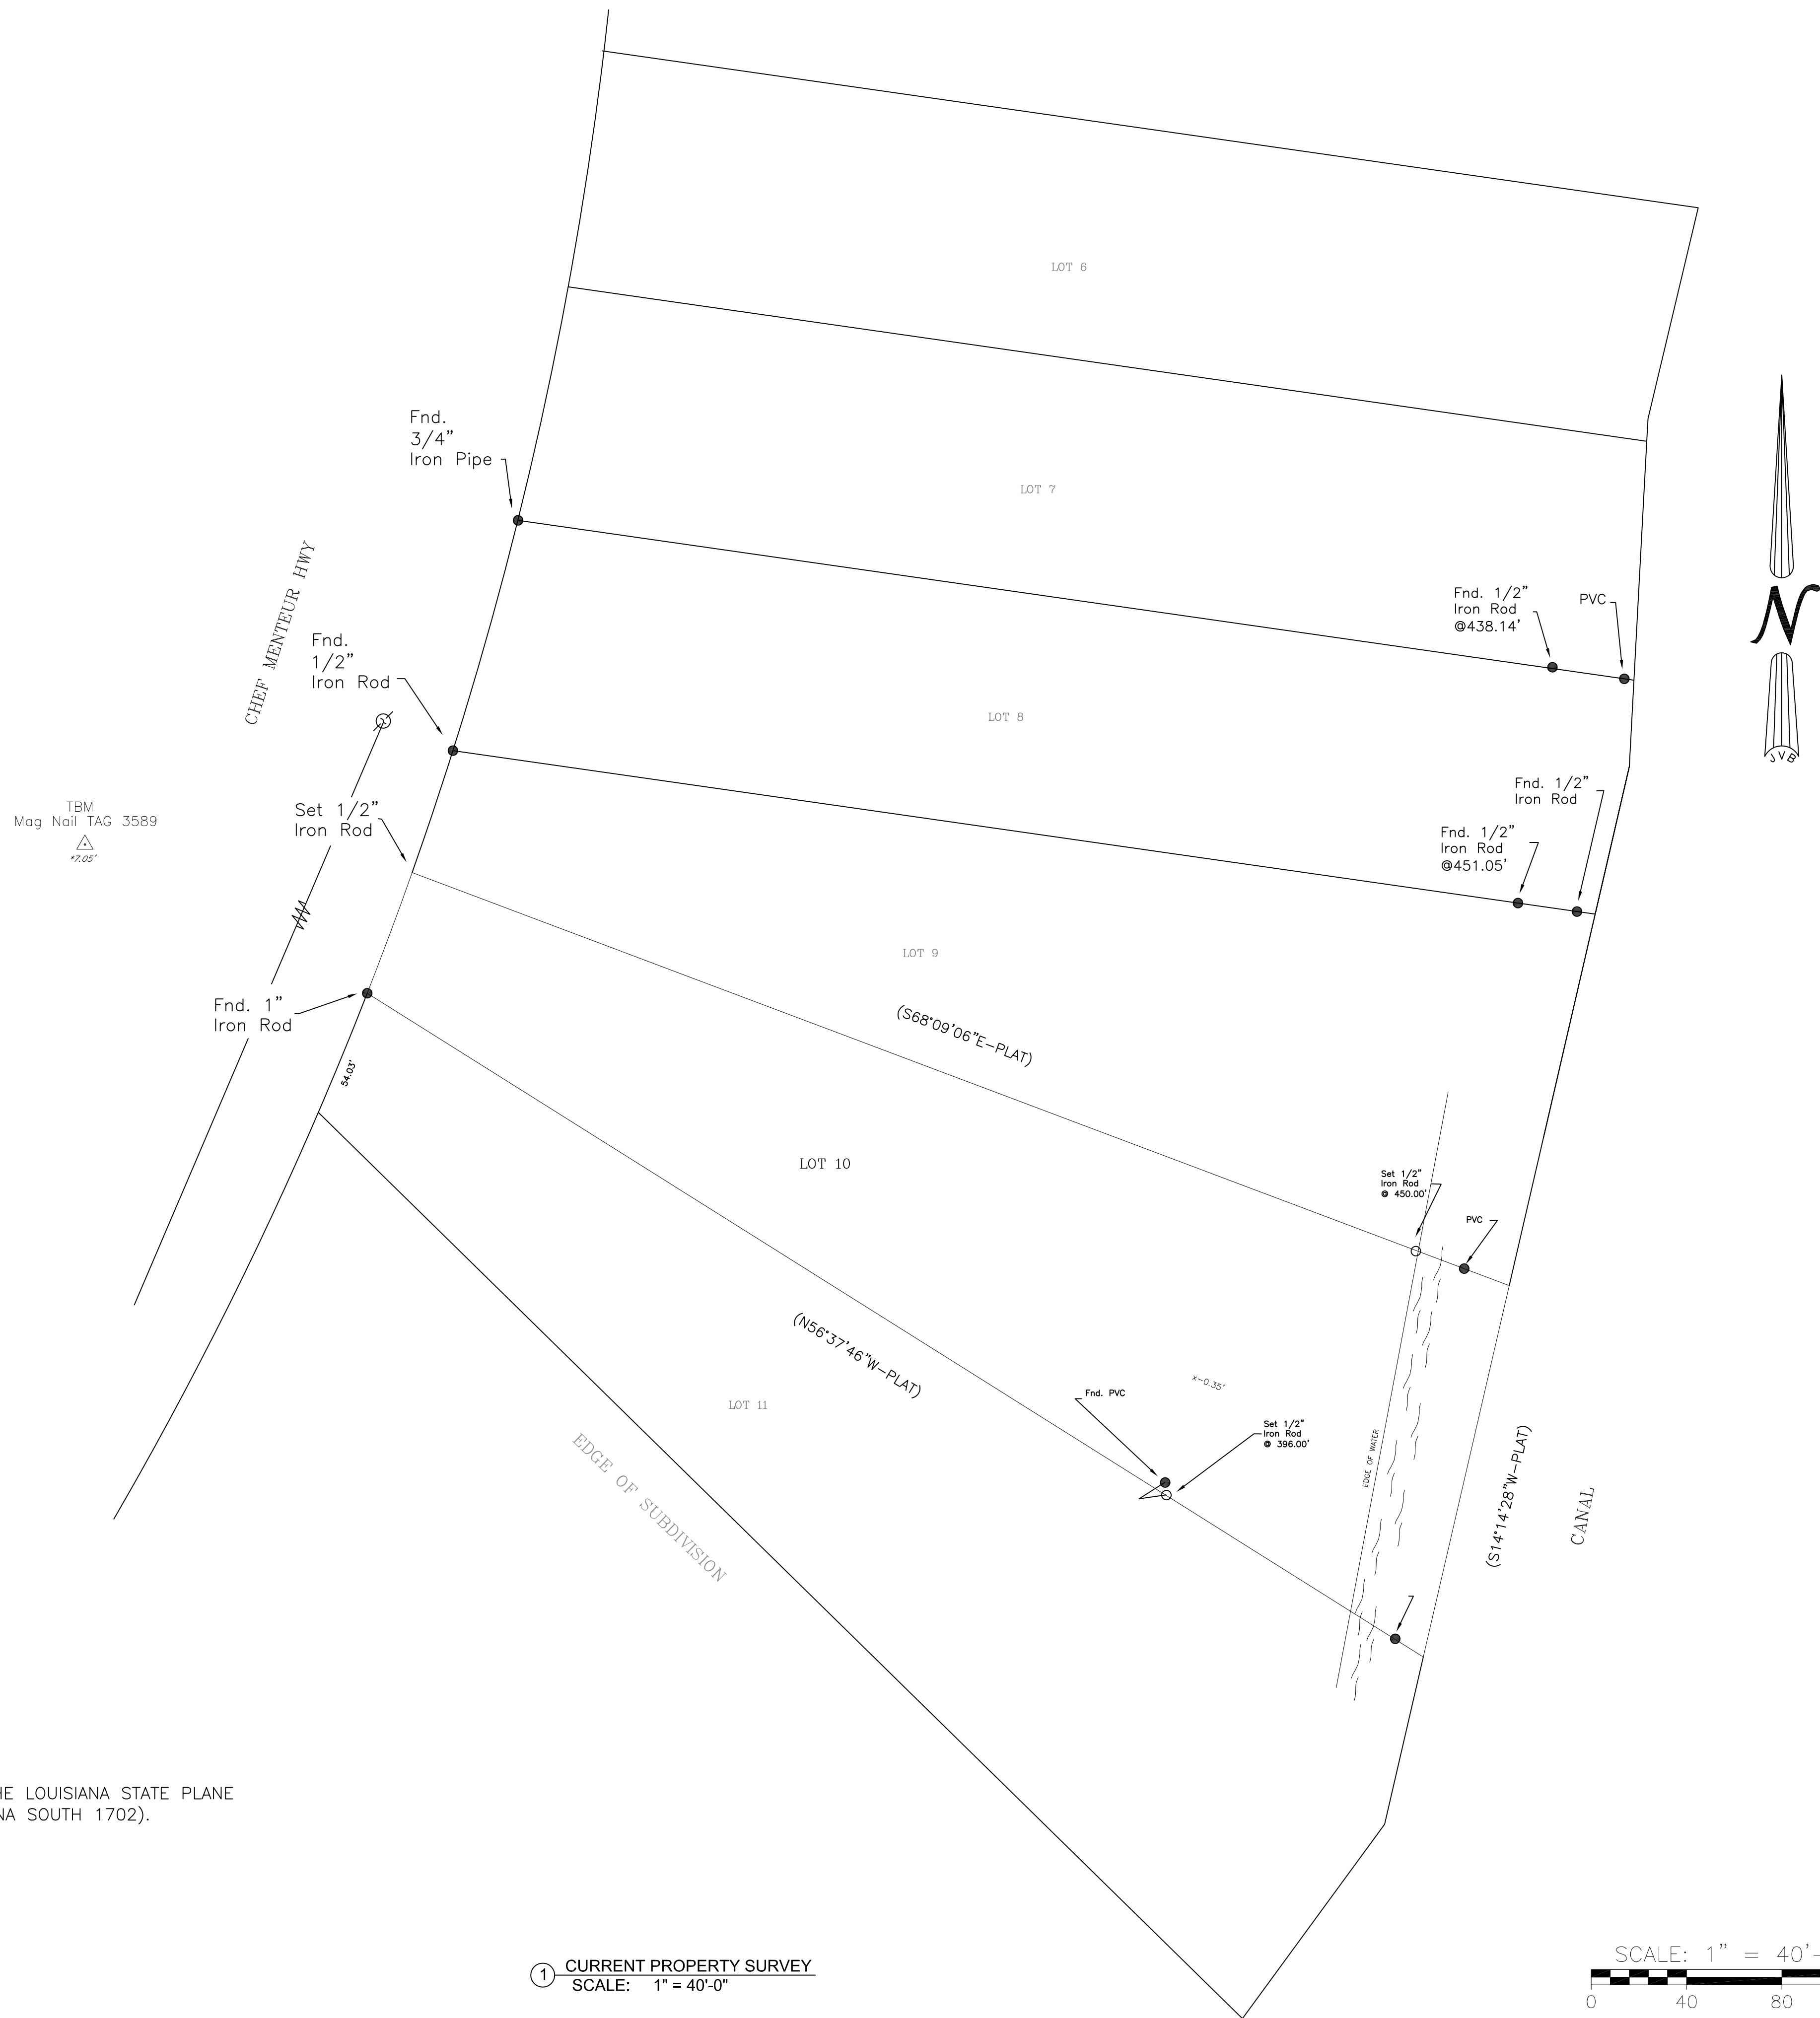 LOT 6
Fnd.
3/4"
Iron Pipe
LOT 7
CHEF MENTEUR HWY
Fnd. 1/2"
Iron Rod
@438.14'
PVC
N
Fnd.
1/2"
Iron Rod
LOT 8
JVB
TBM
Mag Nail TAG 3589
*7.05'
Set 1/2"
Iron Rod
Fnd. 1/2"
Iron Rod
Fnd. 1/2"
Iron Rod
@451.05'
LOT 9
Fnd. 1"
Iron Rod
(S68°09'06"E-PLAT)
54.03'
LOT 10
Set 1/2"
Iron Rod
@ 450.00'
PVC
(N56°37'46"W-PLAT)
x-0.35'
Fnd. PVC
LOT 11
Set 1/2"
Iron Rod
@ 396.00'
EDGE OF WATER
(S14°14'28"W-PLAT)
CANAL
EDGE OF SUBDIVISION
LOUISIANA STATE PLANE
SOUTH 1702).
1 CURRENT PROPERTY SURVEY
SCALE: 1" = 40'-0"
SCALE: 1" = 40'-
0 40 80